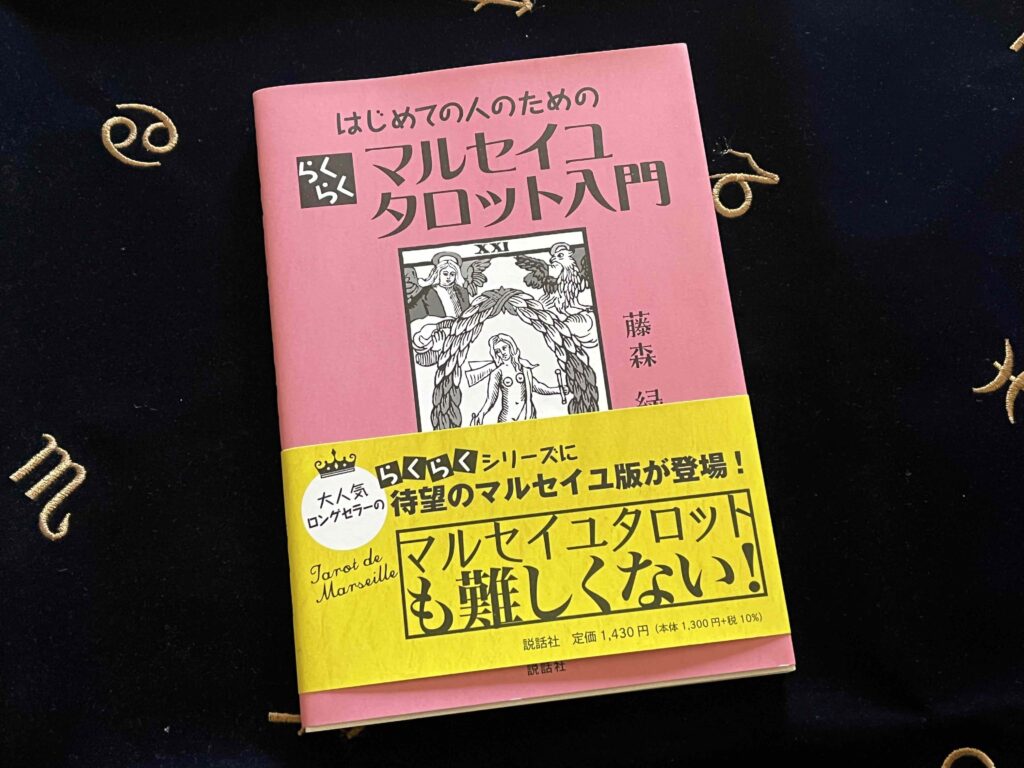 はじめての人のための
らく
らく
マルセイユ
タロット入門
XXI
藤森 緑
大人気
ロングセラーの
らくらくシリーズに
待望のマルセイユ版が登場！
Tarot de
Marseille
マルセイユタロット
も難しくない！
説話社 定価1,430円（本体1,300円+税10%）
説話社